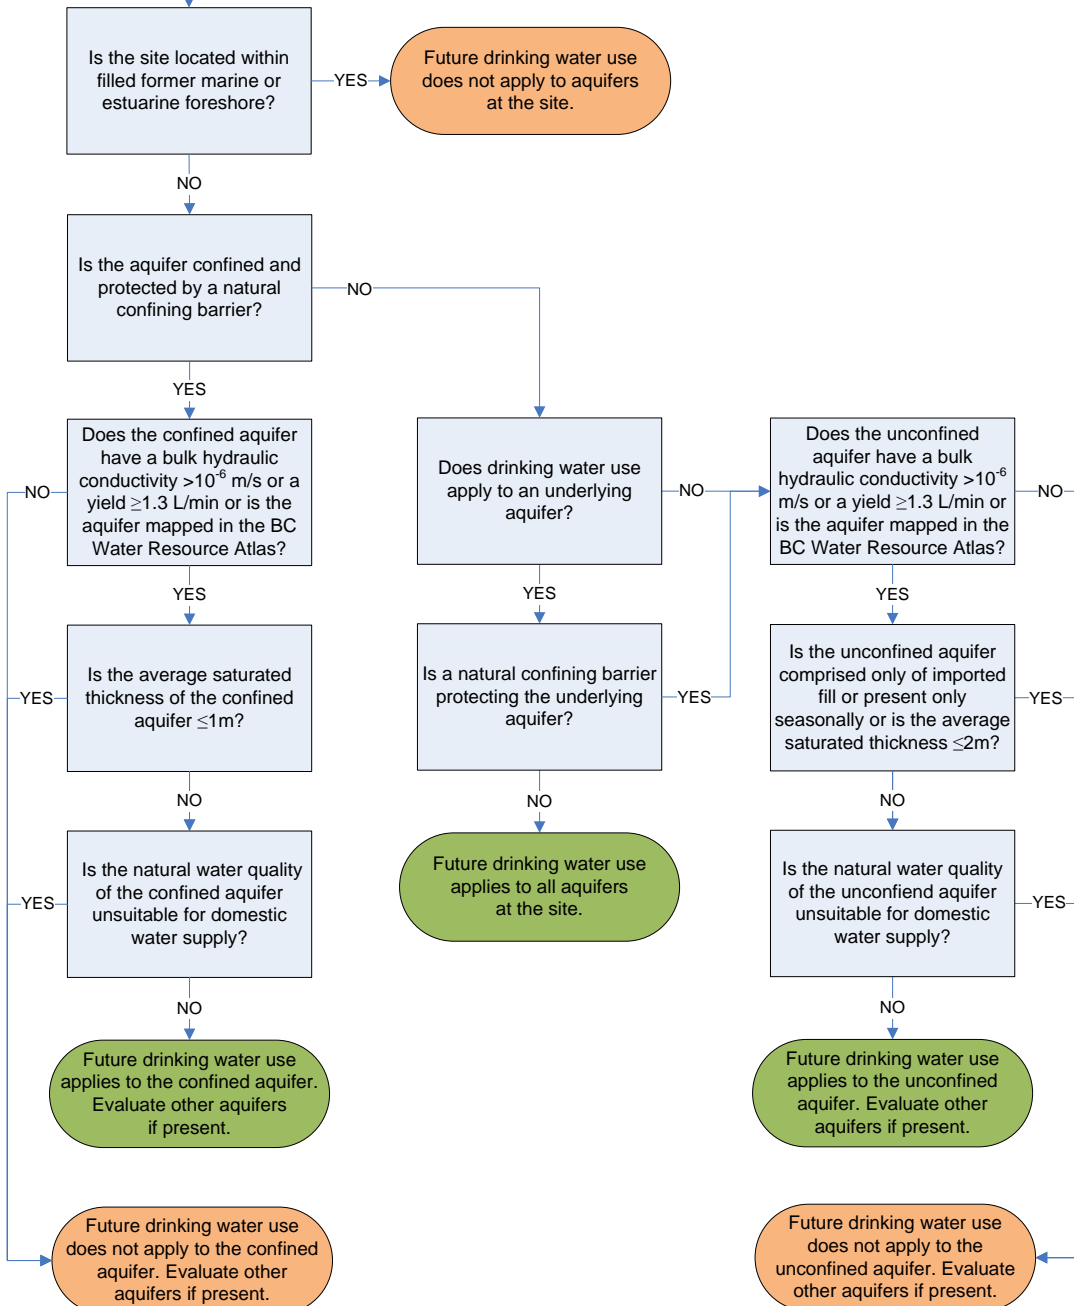 Is the site located within
filled former marine or
estuarine foreshore?
YES
Future drinking water use
does not apply to aquifers
at the site.
NO
Is the aquifer confined and
protected by a natural
confining barrier?
NO
YES
Does the confined aquifer
have a bulk hydraulic
conductivity >10⁻⁶ m/s or a
yield ≥1.3 L/min or is the
aquifer mapped in the BC
Water Resource Atlas?
NO
YES
Does drinking water use
apply to an underlying
aquifer?
NO
YES
Does the unconfined
aquifer have a bulk
hydraulic conductivity >10⁻⁶
m/s or a yield ≥1.3 L/min or
is the aquifer mapped in the
BC Water Resource Atlas?
NO
YES
Is the average saturated
thickness of the confined
aquifer ≤1m?
YES
NO
Is a natural confining barrier
protecting the underlying
aquifer?
YES
NO
Is the unconfined aquifer
comprised only of imported
fill or present only
seasonally or is the average
saturated thickness ≤2m?
YES
NO
Is the natural water quality
of the confined aquifer
unsuitable for domestic
water supply?
YES
NO
Future drinking water use
applies to all aquifers
at the site.
Is the natural water quality
of the unconfiend aquifer
unsuitable for domestic
water supply?
YES
NO
Future drinking water use
applies to the confined aquifer.
Evaluate other aquifers
if present.
Future drinking water use
applies to the unconfined
aquifer. Evaluate other
aquifers if present.
Future drinking water use
does not apply to the confined
aquifer. Evaluate other
aquifers if present.
Future drinking water use
does not apply to the
unconfined aquifer. Evaluate
other aquifers if present.